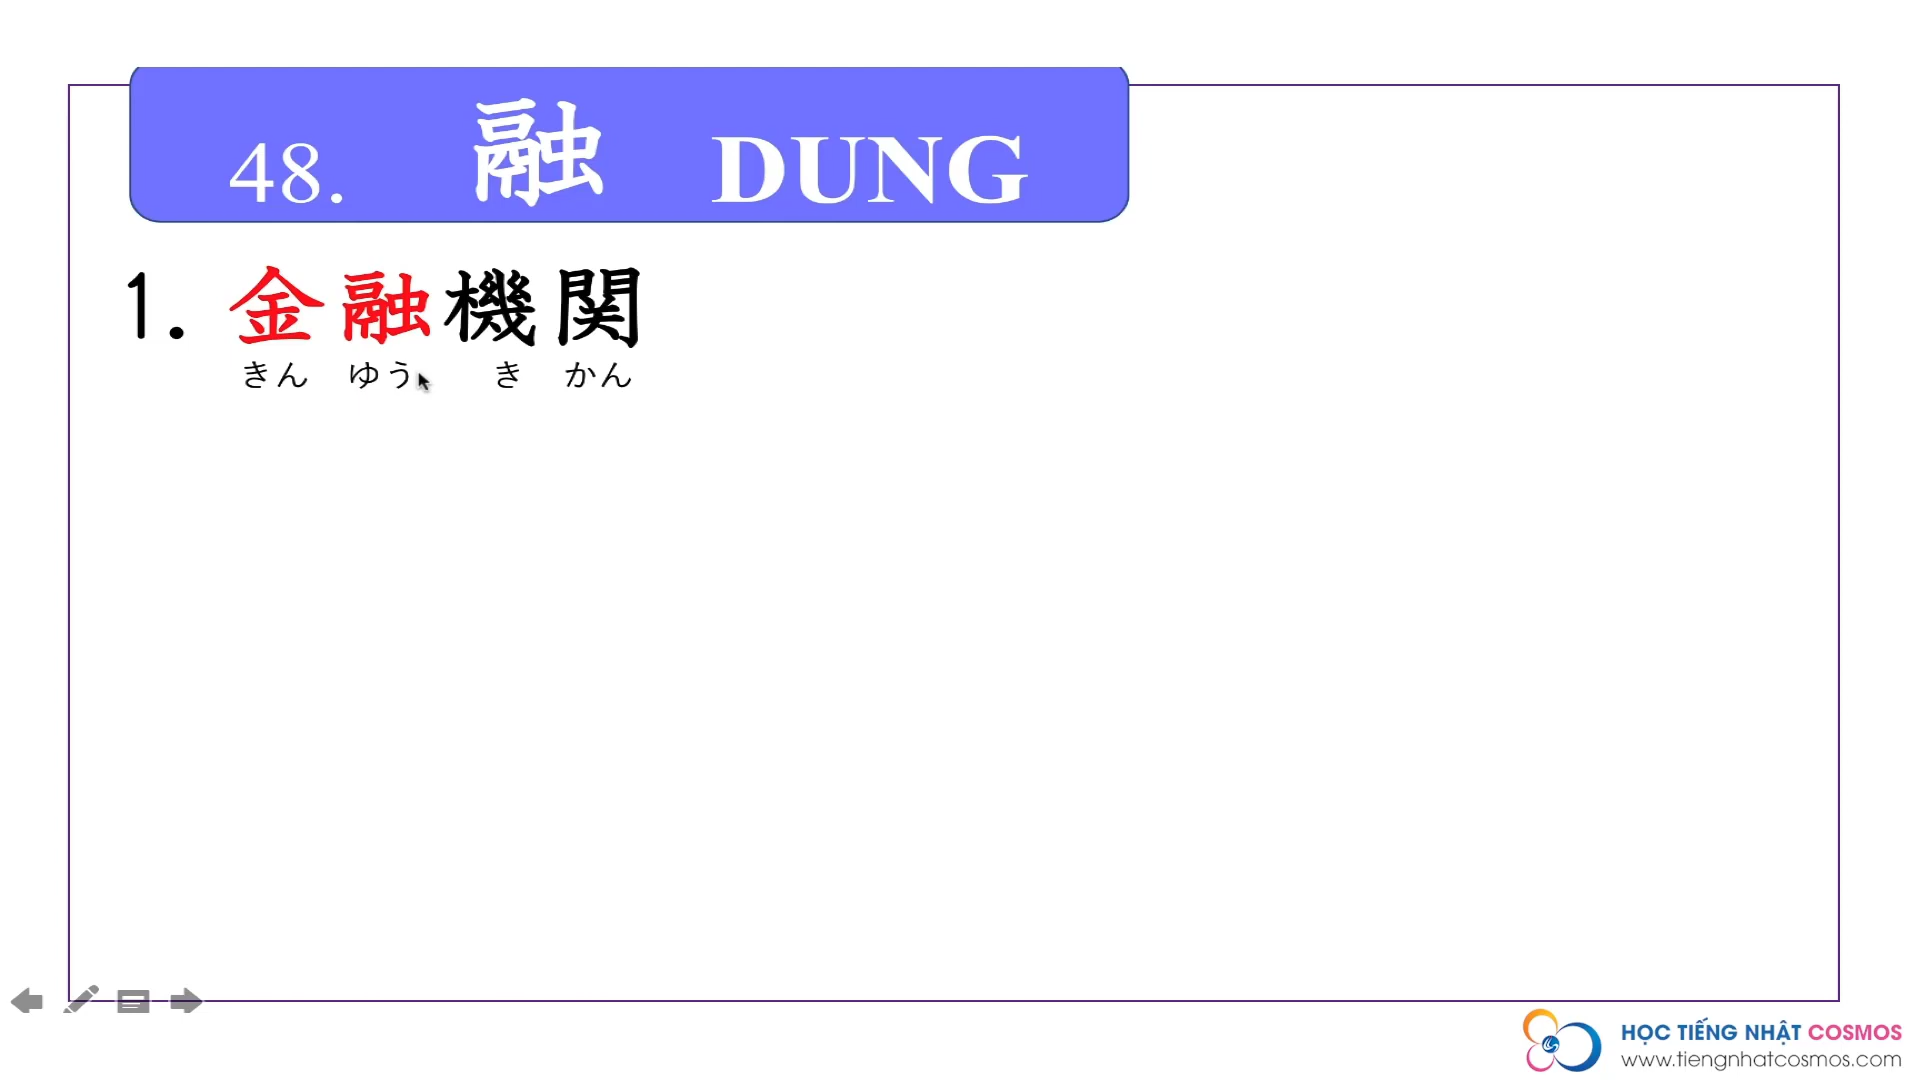 48. 融 DUNG
1. 金融機関
きん ゆう き かん
HỌC TIẾNG NHẬT COSMOS
www.tiengnhatcosmos.com